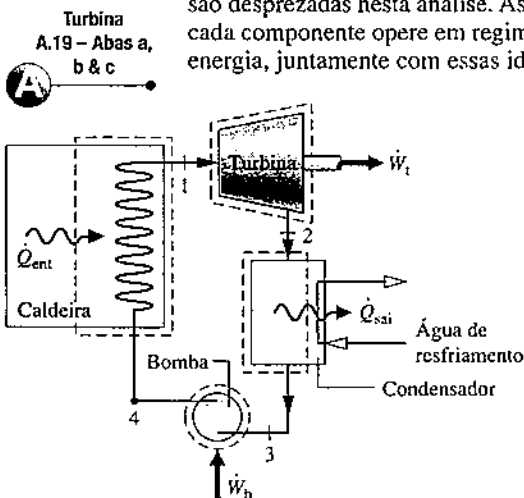 são desprezadas nesta análise. As
cada componente opere em regim
energia, juntamente com essas id
Turbina
A.19 – Abas a,
b & c
A
Turbina
Ẇt
1
2
Q̇ent
Caldeira
Q̇sai
Água de
resfriamento
Condensador
Bomba
4
3
Ẇb